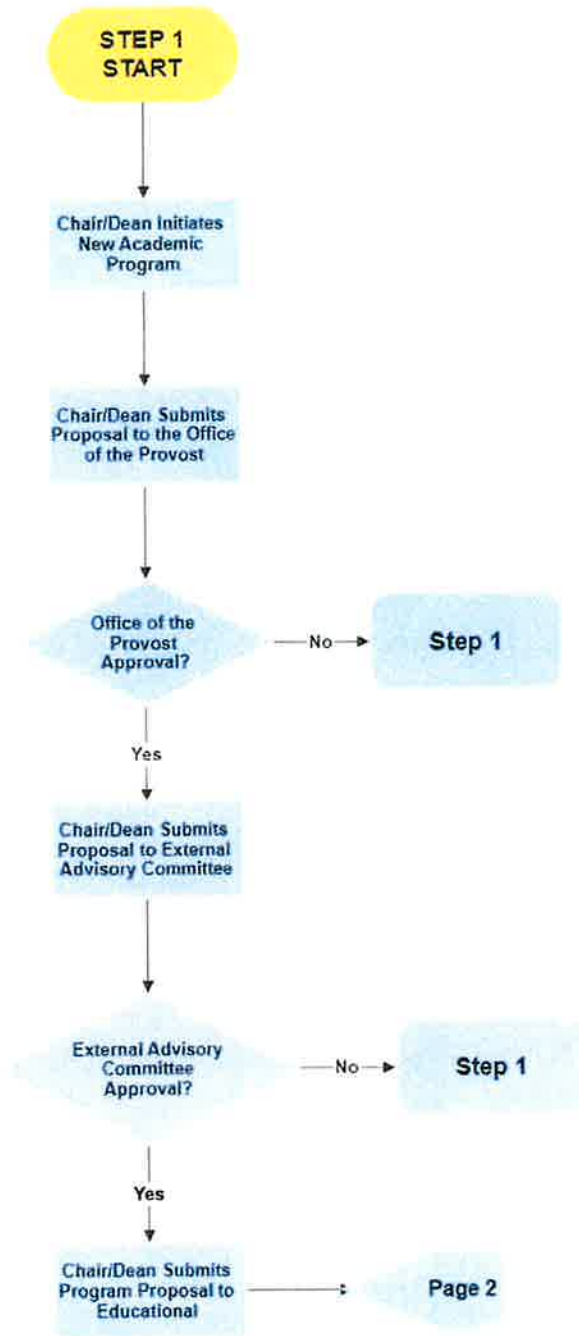 STEP 1
START
Chair/Dean Initiates
New Academic
Program
Chair/Dean Submits
Proposal to the Office
of the Provost
Office of the
Provost
Approval?
No
Step 1
Yes
Chair/Dean Submits
Proposal to External
Advisory Committee
External Advisory
Committee
Approval?
No
Step 1
Yes
Chair/Dean Submits
Program Proposal to
Educational
Page 2